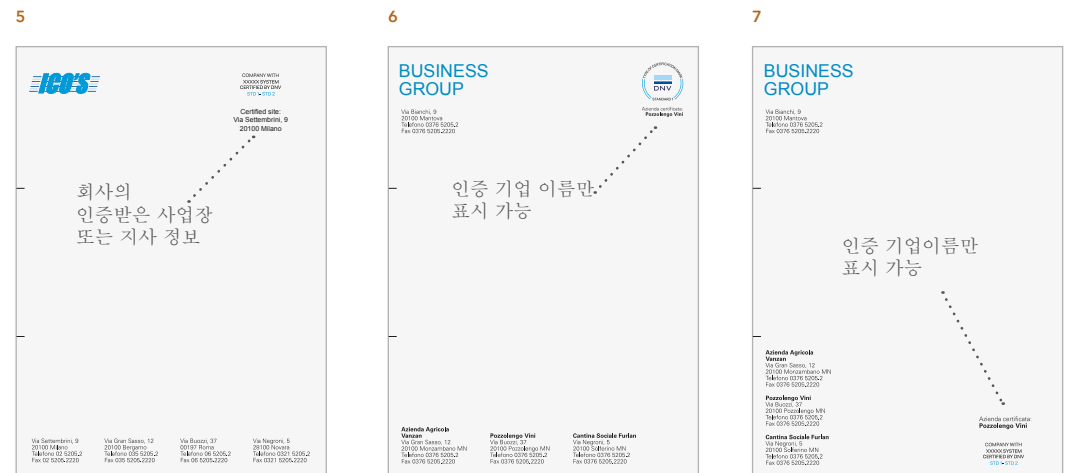 5
6
7
ICO'S
COMPANY WITH
XXXXX SYSTEM
CERTIFIED BY DNV
STD 1- STD 2
Certified site:
Via Settembrini, 9
20100 Milano
회사의
인증받은 사업장
또는 지사 정보
Via Settembrini, 9
20100 Milano
Telefono 02 5205.2
Fax 02 5205.2220
Via Gran Sasso, 12
20100 Bergamo
Telefono 035 5205.2
Fax 035 5205.2220
Via Buozzi, 37
00197 Roma
Telefono 06 5205.2
Fax 06 5205.2220
Via Negroni, 5
28100 Novara
Telefono 0321 5205.2
Fax 0321 5205.2220
BUSINESS
GROUP
Via Bianchi, 9
20100 Mantova
Telefono 0376 5205.2
Fax 0376 5205.2220
DNV
STANDARD 1
Azienda certificata:
Pozzolengo Vini
인증 기업 이름만
표시 가능
Azienda Agricola
Vanzan
Via Gran Sasso, 12
20100 Monzambano MN
Telefono 0376 5205.2
Fax 0376 5205.2220
Pozzolengo Vini
Via Buozzi, 37
20100 Pozzolengo MN
Telefono 0376 5205.2
Fax 0376 5205.2220
Cantina Sociale Furlan
Via Negroni, 5
20100 Solferino MN
Telefono 0376 5205.2
Fax 0376 5205.2220
BUSINESS
GROUP
Via Bianchi, 9
20100 Mantova
Telefono 0376 5205.2
Fax 0376 5205.2220
인증 기업이름만
표시 가능
Azienda Agricola
Vanzan
Via Gran Sasso, 12
20100 Monzambano MN
Telefono 0376 5205.2
Fax 0376 5205.2220
Pozzolengo Vini
Via Buozzi, 37
20100 Pozzolengo MN
Telefono 0376 5205.2
Fax 0376 5205.2220
Cantina Sociale Furlan
Via Negroni, 5
20100 Solferino MN
Telefono 0376 5205.2
Fax 0376 5205.2220
Azienda certificata:
Pozzolengo Vini
COMPANY WITH
XXXXX SYSTEM
CERTIFIED BY DNV
STD 1- STD 2